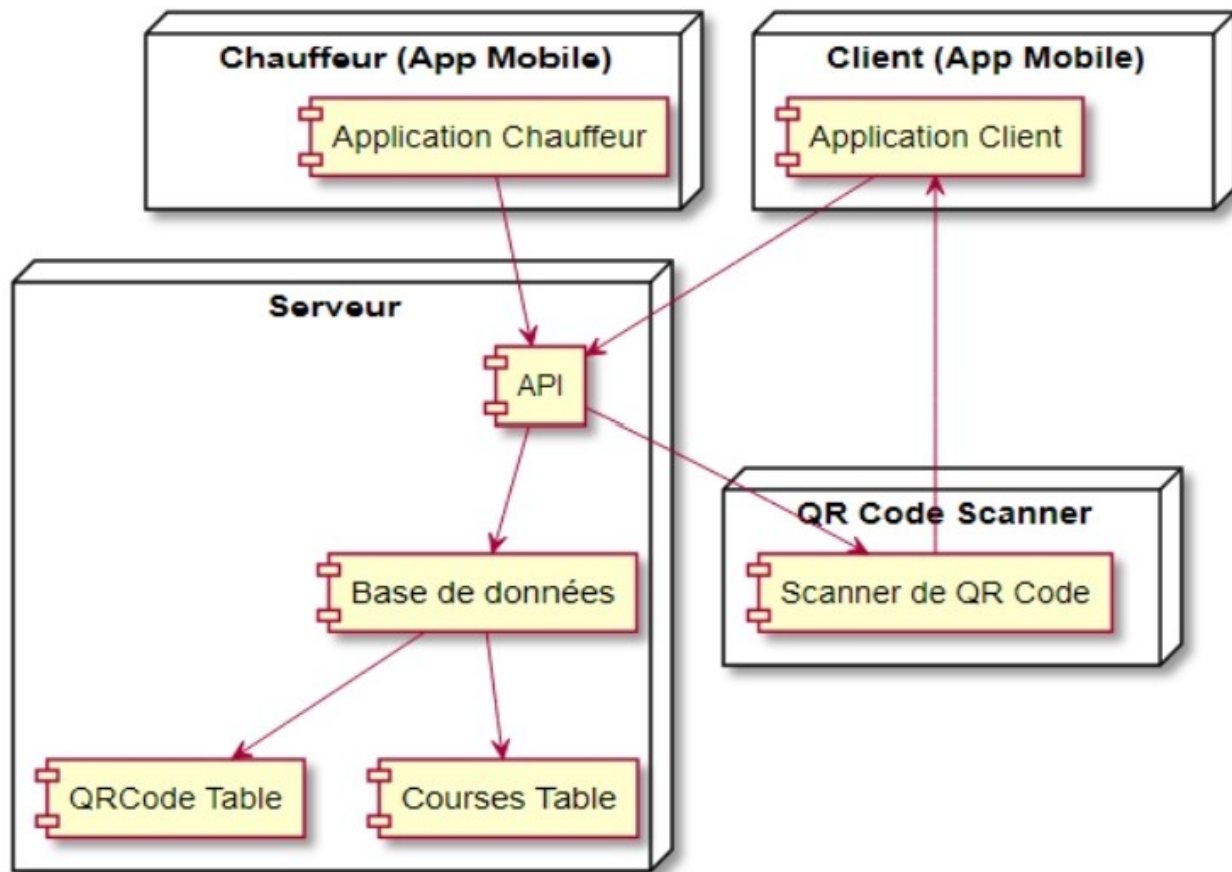 Chauffeur (App Mobile)
Application Chauffeur
Client (App Mobile)
Application Client
Serveur
API
QR Code Scanner
Scanner de QR Code
Base de données
QRCode Table
Courses Table